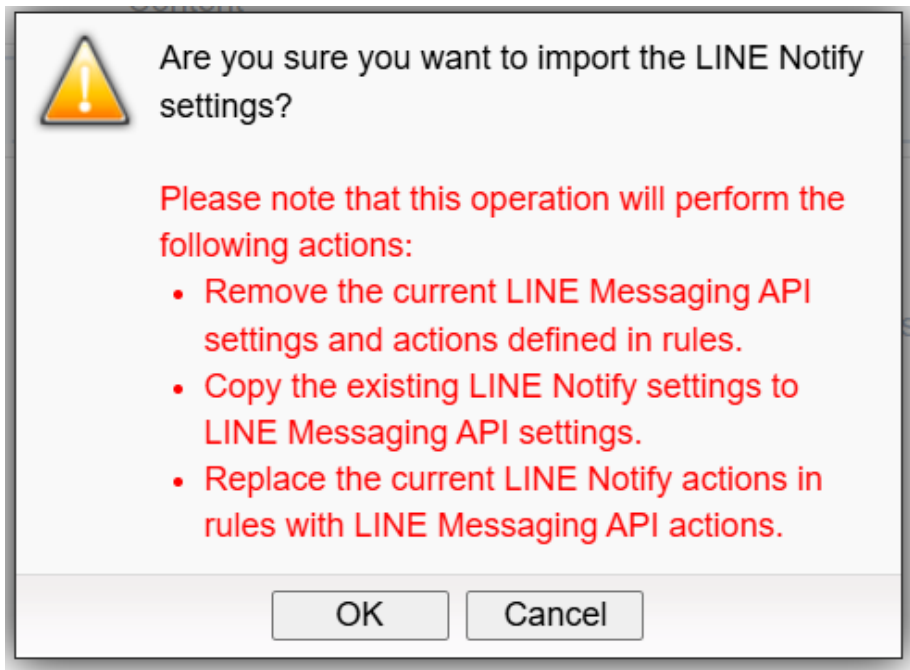 Content
Are you sure you want to import the LINE Notify
settings?
Please note that this operation will perform the
following actions:
• Remove the current LINE Messaging API
settings and actions defined in rules.
• Copy the existing LINE Notify settings to
LINE Messaging API settings.
• Replace the current LINE Notify actions in
rules with LINE Messaging API actions.
OK
Cancel